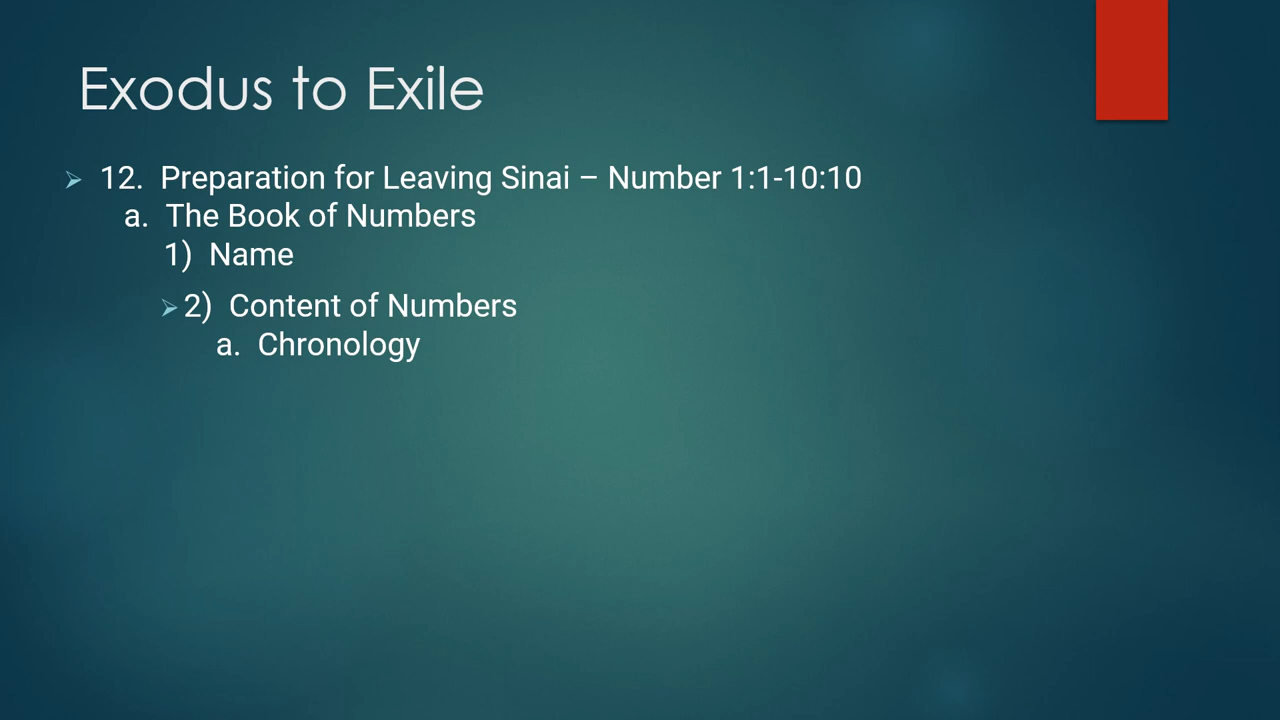 Exodus to Exile
12. Preparation for Leaving Sinai – Number 1:1-10:10
a. The Book of Numbers
1) Name
2) Content of Numbers
a. Chronology